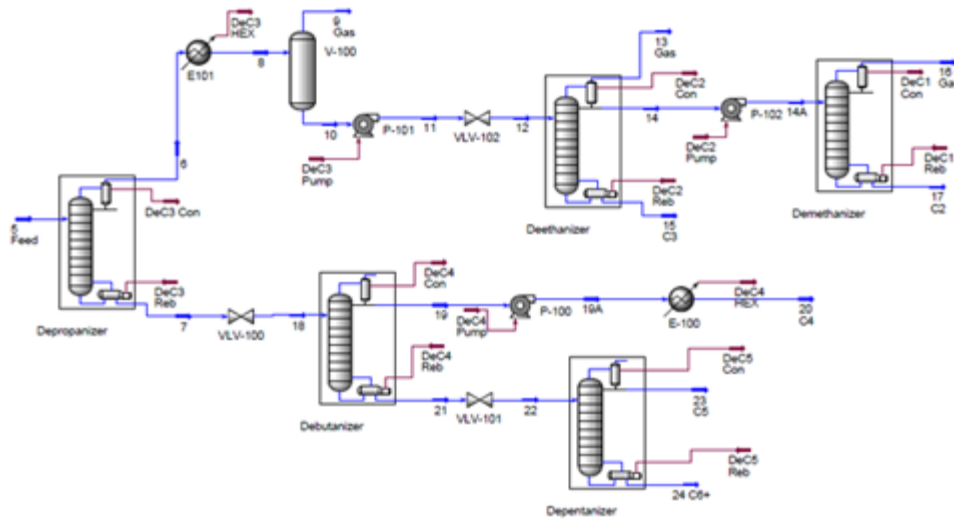 DeC3
HEX
9
Gas
V-100
E101
8
13
Gas
DeC2
Con
16
Gas
DeC1
Con
10
P-101
11
VLV-102
12
14
P-102
14A
DeC3
Pump
DeC2
Pump
DeC2
Reb
DeC1
Reb
15
C3
17
C2
Deethanizer
Demethanizer
6
5
Feed
DeC3 Con
DeC3
Reb
7
Depropanizer
VLV-100
18
DeC4
Con
19
DeC4
Pump
P-100
19A
E-100
DeC4
HEX
20
C4
DeC4
Reb
21
VLV-101
22
Debutanizer
DeC5
Con
23
C5
DeC5
Reb
24 C6+
Depentanizer